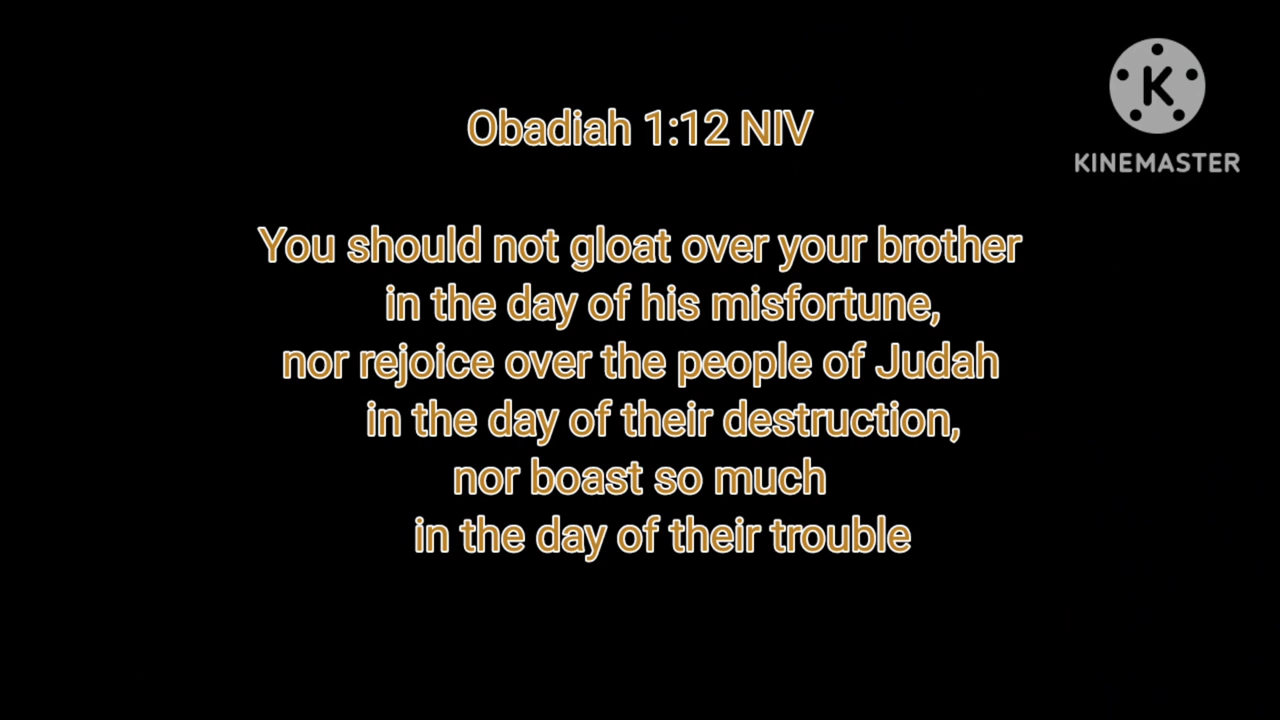 K
KINEMASTER
Obadiah 1:12 NIV
You should not gloat over your brother
in the day of his misfortune,
nor rejoice over the people of Judah
in the day of their destruction,
nor boast so much
in the day of their trouble